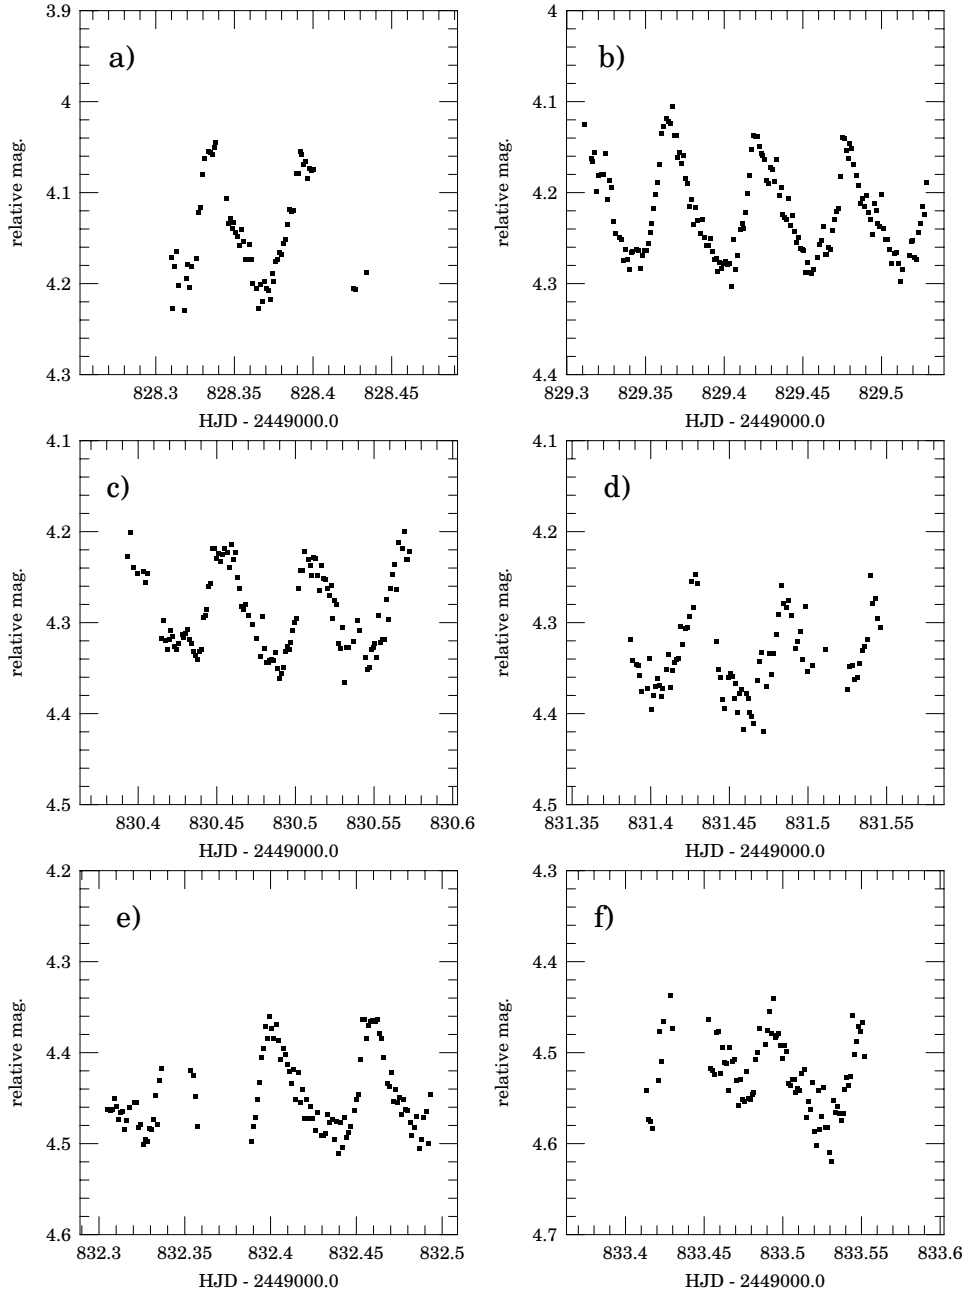 3.9
4
4.1
4.2
4.3
relative mag.
a)
828.3 828.35 828.4 828.45
HJD - 2449000.0
4
4.1
4.2
4.3
4.4
relative mag.
b)
829.3 829.35 829.4 829.45 829.5
HJD - 2449000.0
4.1
4.2
4.3
4.4
4.5
relative mag.
c)
830.4 830.45 830.5 830.55 830.6
HJD - 2449000.0
4.1
4.2
4.3
4.4
4.5
relative mag.
d)
831.35 831.4 831.45 831.5 831.55
HJD - 2449000.0
4.2
4.3
4.4
4.5
4.6
relative mag.
e)
832.3 832.35 832.4 832.45 832.5
HJD - 2449000.0
4.3
4.4
4.5
4.6
4.7
relative mag.
f)
833.4 833.45 833.5 833.55 833.6
HJD - 2449000.0